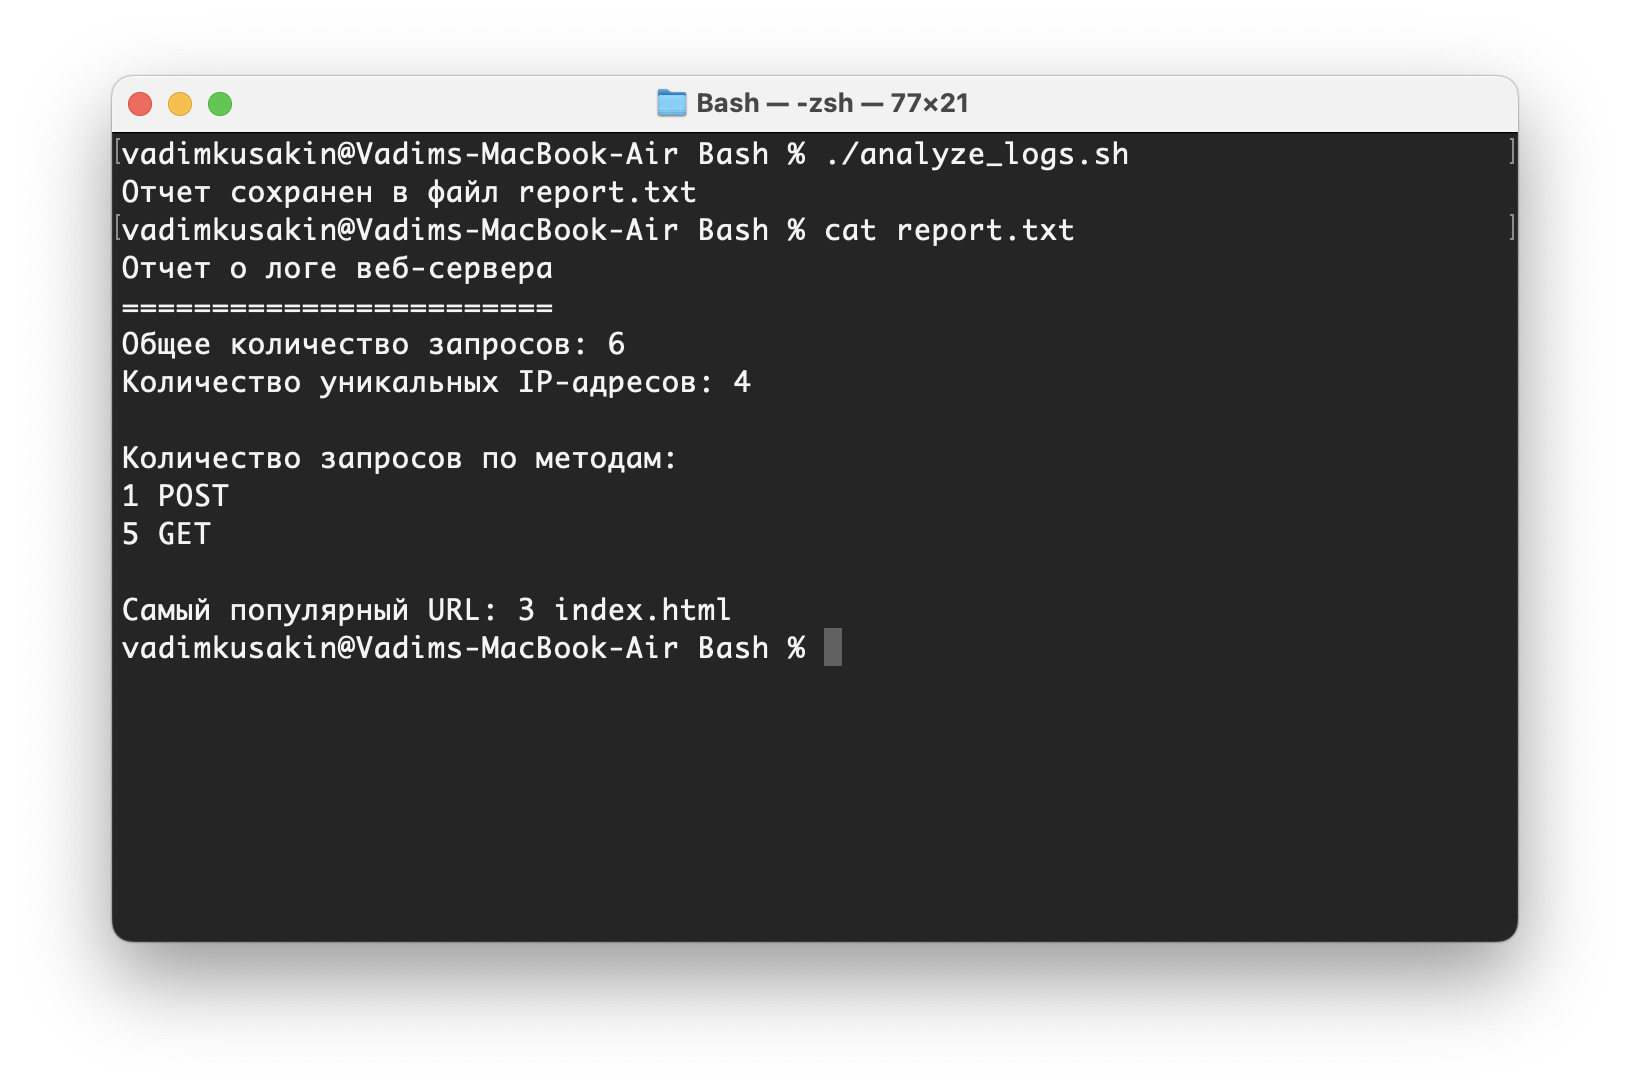 Bash — -zsh — 77×21
vadimkusakin@Vadims-MacBook-Air Bash % ./analyze_logs.sh
Отчет сохранен в файл report.txt
vadimkusakin@Vadims-MacBook-Air Bash % cat report.txt
Отчет о логе веб-сервера
========================
Общее количество запросов: 6
Количество уникальных IP-адресов: 4
Количество запросов по методам:
1 POST
5 GET
Самый популярный URL: 3 index.html
vadimkusakin@Vadims-MacBook-Air Bash %